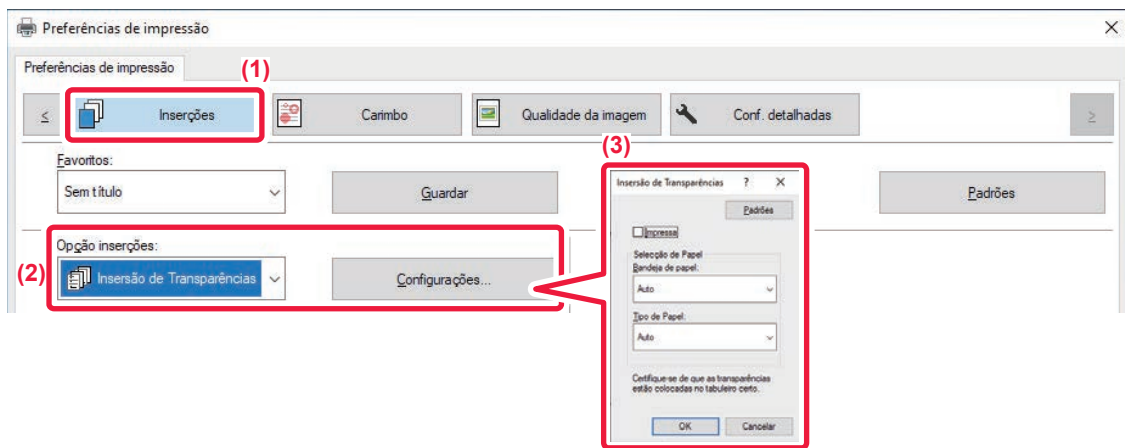 Preferências de impressão
Preferências de impressão
(1)
<
Inserções
Carimbo
Qualidade da imagem
Conf. detalhadas
>
(3)
Favoritos:
Sem título
Guardar
Padrões
(2)
Opção inserções:
Insersão de Transparências
Configurações...
Insersão de Transparências ?
Padrões
Impressa
Selecção de Papel
Bandeja de papel:
Auto
Tipo de Papel:
Auto
Certifique-se de que as transparências
estão colocadas no tabuleiro certo.
OK
Cancelar